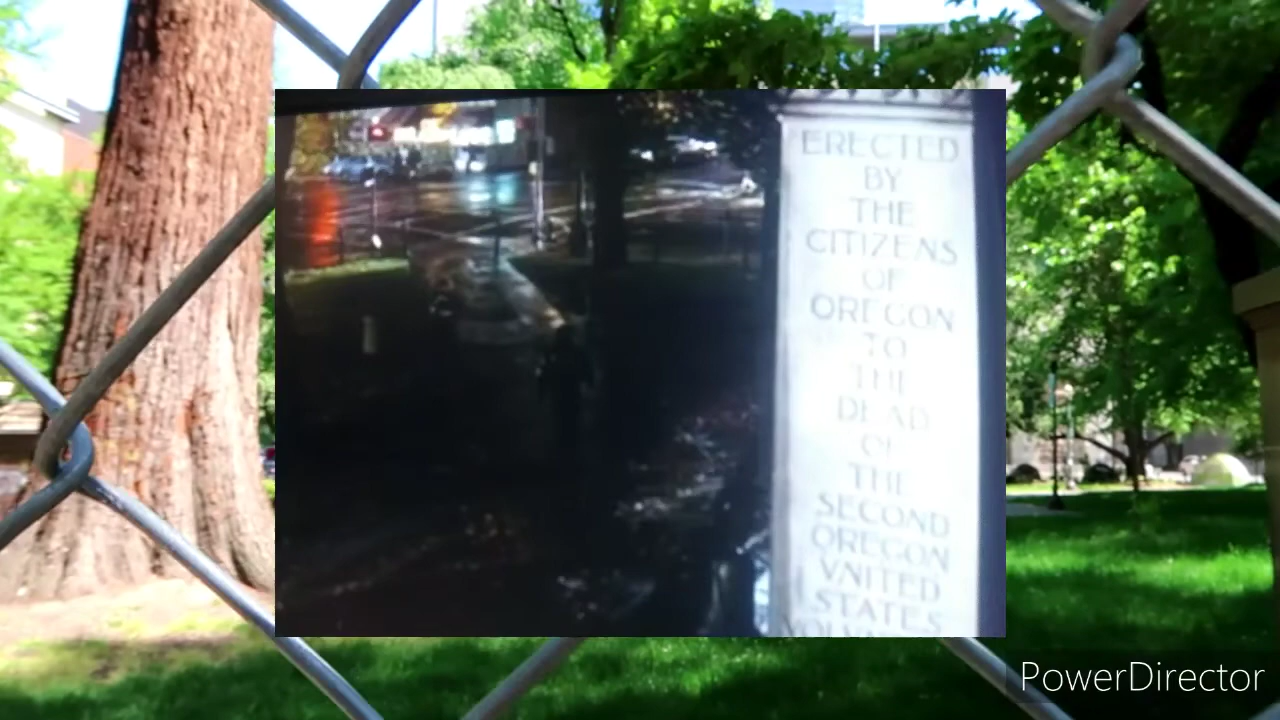 ERECTED
BY
THE
CITIZENS
OF
OREGON
TO
THE
DEAD
OF
THE
SECOND
OREGON
VNITED
STATES
PowerDirector